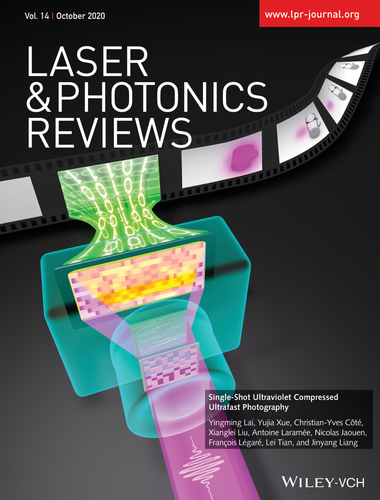 Vol. 14 | October 2020
www.lpr-journal.org
LASER
&PHOTONICS
REVIEWS
Single-Shot Ultraviolet Compressed
Ultrafast Photography
Yingming Lai, Yujia Xue, Christian-Yves Côté,
Xianglei Liu, Antoine Laramée, Nicolas Jaouen,
François Légaré, Lei Tian, and Jinyang Liang
WILEY-VCH